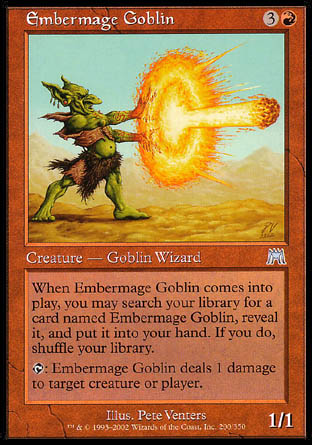 Embermage Goblin 3
Creature — Goblin Wizard
When Embermage Goblin comes into
play, you may search your library for a
card named Embermage Goblin, reveal
it, and put it into your hand. If you do,
shuffle your library.
: Embermage Goblin deals 1 damage
to target creature or player.
1/1
Illus. Pete Venters
™ & © 1993-2002 Wizards of the Coast, Inc. 200/350